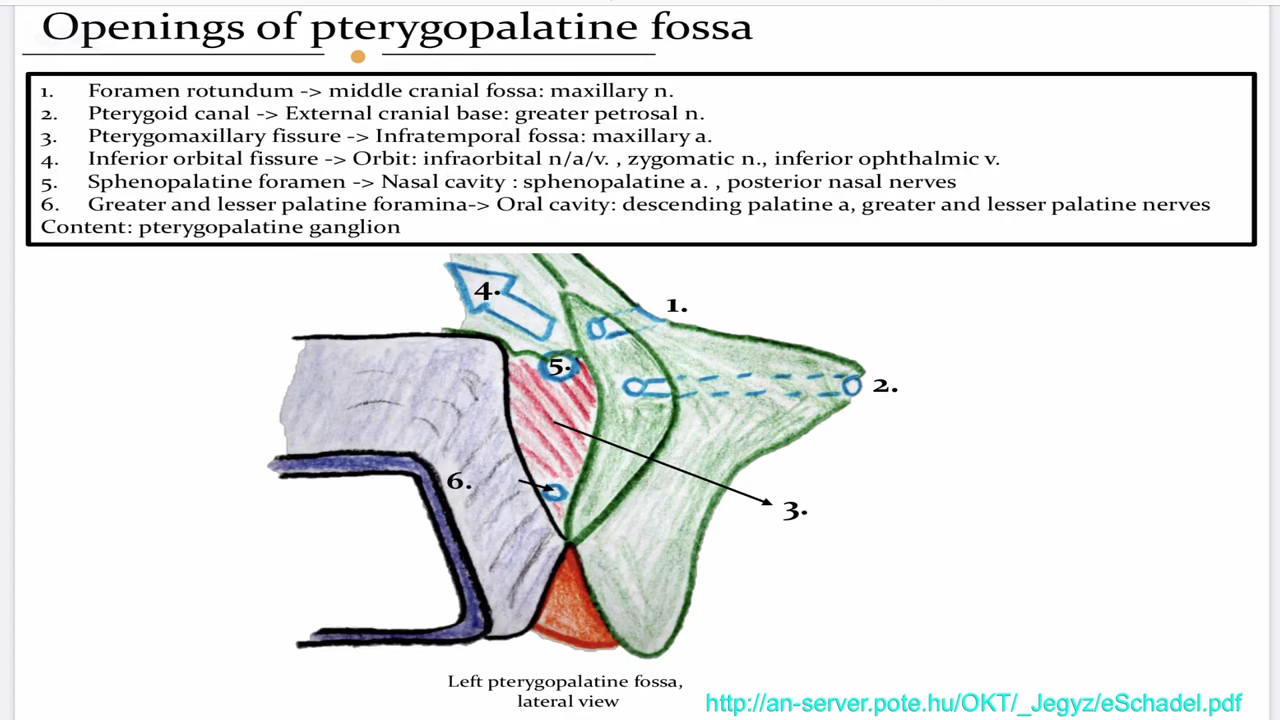 Openings of pterygopalatine fossa
1. Foramen rotundum -> middle cranial fossa: maxillary n.
2. Pterygoid canal -> External cranial base: greater petrosal n.
3. Pterygomaxillary fissure -> Infratemporal fossa: maxillary a.
4. Inferior orbital fissure -> Orbit: infraorbital n/a/v. , zygomatic n., inferior ophthalmic v.
5. Sphenopalatine foramen -> Nasal cavity : sphenopalatine a. , posterior nasal nerves
6. Greater and lesser palatine foramina-> Oral cavity: descending palatine a, greater and lesser palatine nerves
Content: pterygopalatine ganglion
4.
1.
5.
2.
6.
3.
Left pterygopalatine fossa,
lateral view
http://an-server.pote.hu/OKT/_Jegyz/eSchadel.pdf